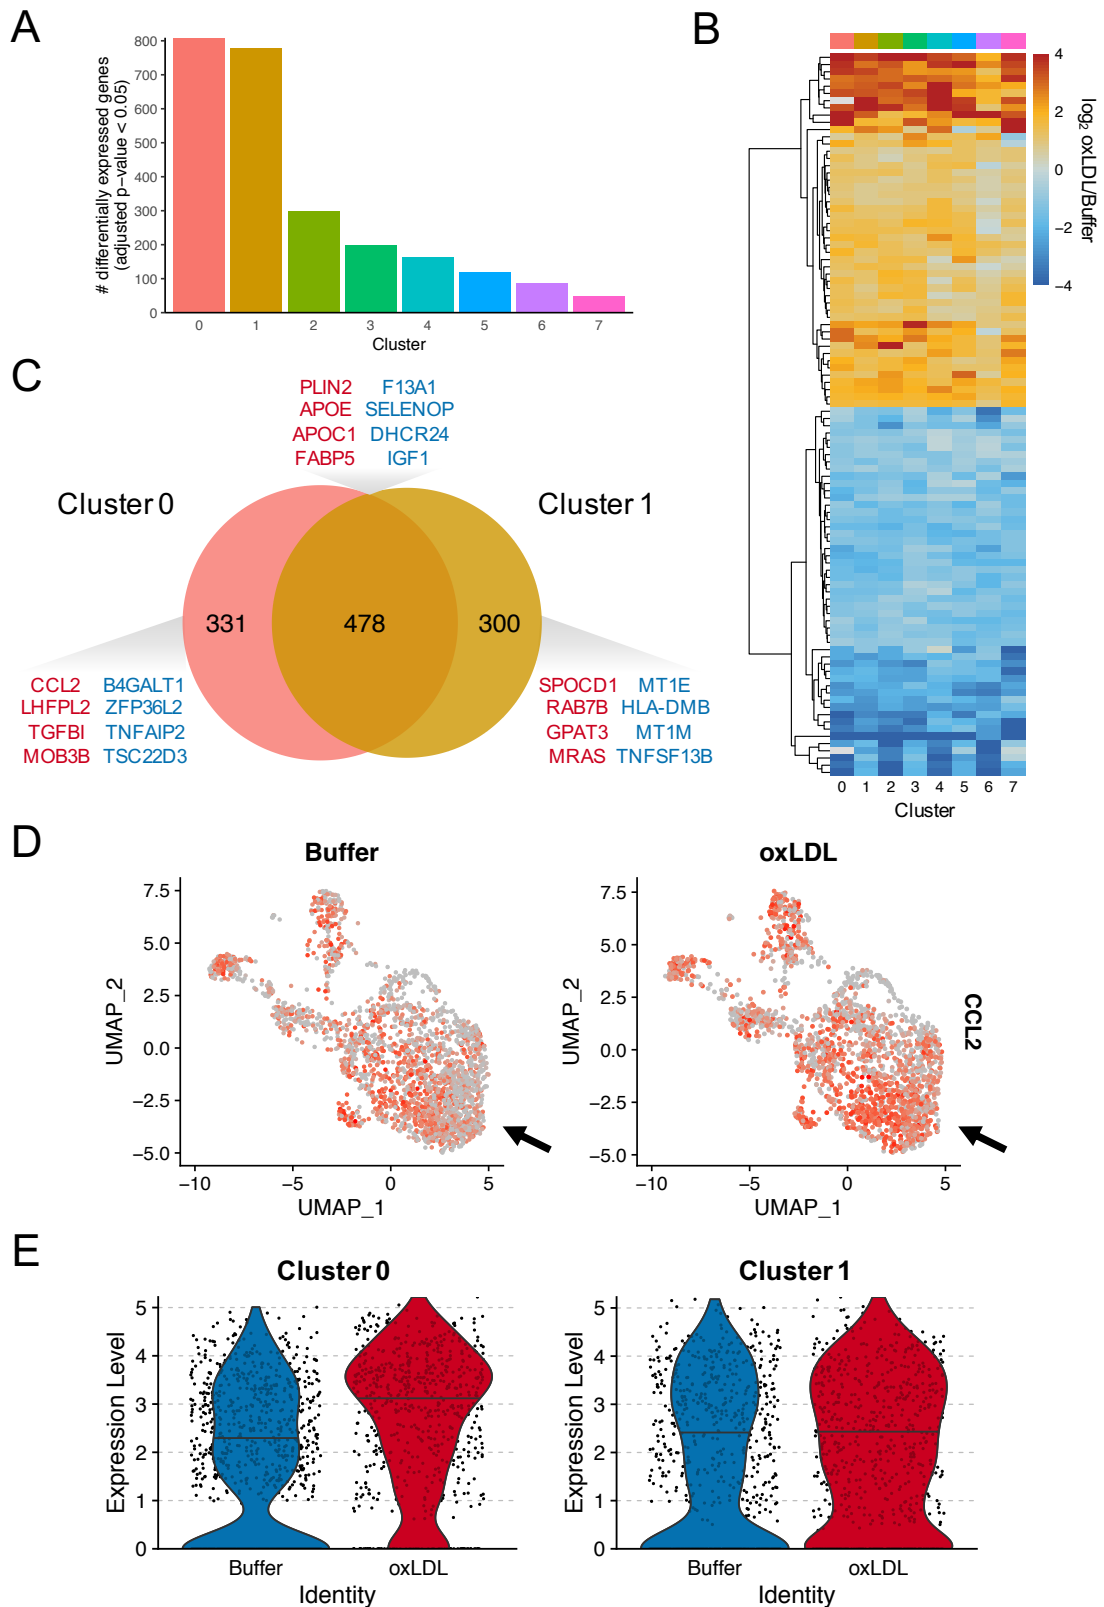 A
# differentially expressed genes
(adjusted p−value < 0.05)
800
700
600
500
400
300
200
100
0
0 1 2 3 4 5 6 7
Cluster
B
4
2
0
−2
−4
log2 oxLDL/Buffer
0 1 2 3 4 5 6 7
Cluster
C
PLIN2 F13A1
APOE SELENOP
APOC1 DHCR24
FABP5 IGF1
Cluster 0
Cluster 1
331 478 300
CCL2 B4GALT1
LHFPL2 ZFP36L2
TGFBI TNFAIP2
MOB3B TSC22D3
SPOCD1 MT1E
RAB7B HLA-DMB
GPAT3 MT1M
MRAS TNFSF13B
D
Buffer
UMAP_2
7.5
5.0
2.5
0.0
−2.5
−5.0
−10 −5 0 5
UMAP_1
oxLDL
UMAP_2
7.5
5.0
2.5
0.0
−2.5
−5.0
−10 −5 0 5
UMAP_1
CCL2
E
Cluster 0
Expression Level
5
4
3
2
1
0
Buffer oxLDL
Identity
Cluster 1
Expression Level
5
4
3
2
1
0
Buffer oxLDL
Identity